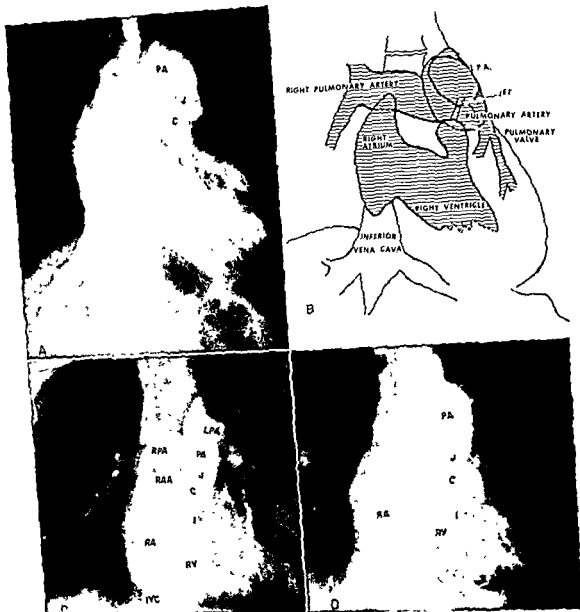 PA
J
C
I
A
P.A.
RIGHT PULMONARY ARTERY
JET
PULMONARY ARTERY
PULMONARY
VALVE
RIGHT
ATRIUM
RIGHT VENTRICLE
INFERIOR
VENA CAVA
B
LPA
RPA
PA
RAA
J
C
I
RA
RV
IVC
PA
J
C
RA
I
RV
D